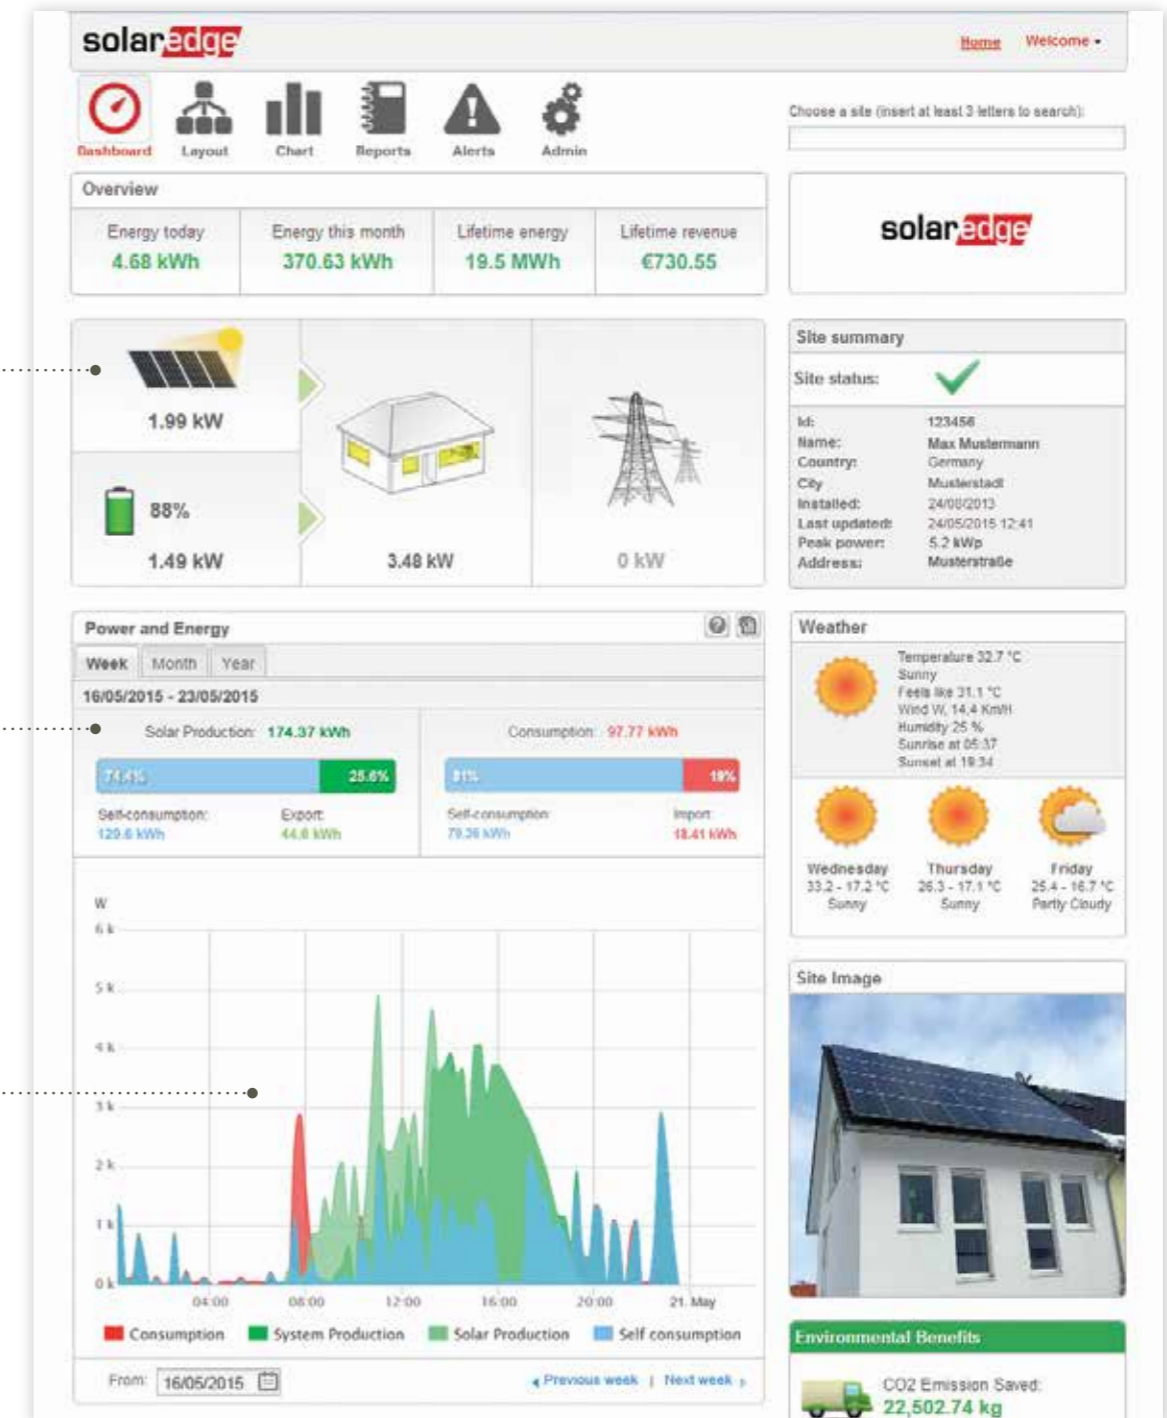 solaredge
Home Welcome
Dashboard Layout Chart Reports Alerts Admin
Choose a site (insert at least 3 letters to search):
Overview
Energy today Energy this month Lifetime energy Lifetime revenue
4.68 kWh 370.63 kWh 19.5 MWh €730.55
solaredge
1.99 kW
88%
1.49 kW 3.48 kW 0 kW
Site summary
Site status:
Id: 123456
Name: Max Mustermann
Country: Germany
City Musterstadt
Installed: 24/08/2013
Last updated: 24/05/2015 12:41
Peak power: 5.2 kWp
Address: Musterstraße
Power and Energy
Week Month Year
16/05/2015 - 23/05/2015
Solar Production: 174.37 kWh Consumption: 97.77 kWh
74.4% 25.6% 81% 19%
Self-consumption: Export: Self-consumption Import
129.6 kWh 44.6 kWh 79.36 kWh 18.41 kWh
W
6 k
5 k
4 k
3 k
2 k
1 k
0 k
04:00 08:00 12:00 16:00 20:00 21. May
Consumption System Production Solar Production Self consumption
From: 16/05/2015 Previous week | Next week
Weather
Temperature 32.7 °C
Sunny
Feels like 31.1 °C
Wind W, 14,4 Km/H
Humidity 25 %
Sunrise at 05:37
Sunset at 19:34
Wednesday Thursday Friday
33.2 - 17.2 °C 26.3 - 17.1 °C 25.4 - 16.7 °C
Sunny Sunny Partly Cloudy
Site Image
Environmental Benefits
CO2 Emission Saved:
22,502.74 kg